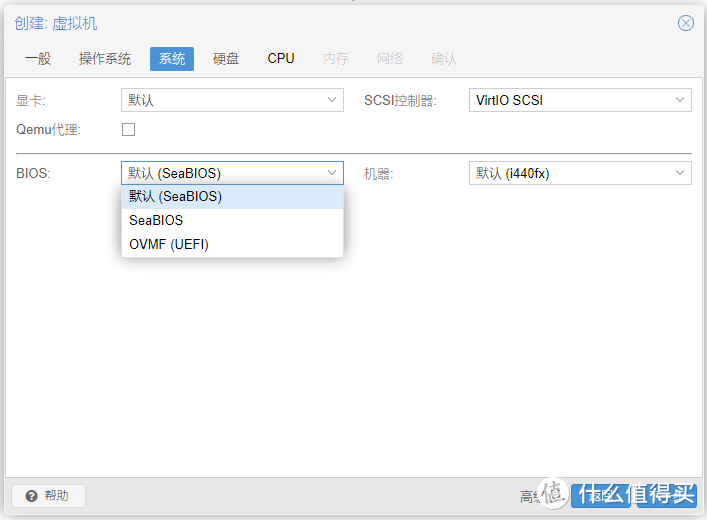 创建: 虚拟机
一般 操作系统 系统 硬盘 CPU 内存 网络 确认
显卡: 默认 SCSI控制器: VirtIO SCSI
Qemu代理:
BIOS: 默认 (SeaBIOS) 机器: 默认 (i440fx)
默认 (SeaBIOS)
SeaBIOS
OVMF (UEFI)
帮助 高级
值 什么值得买